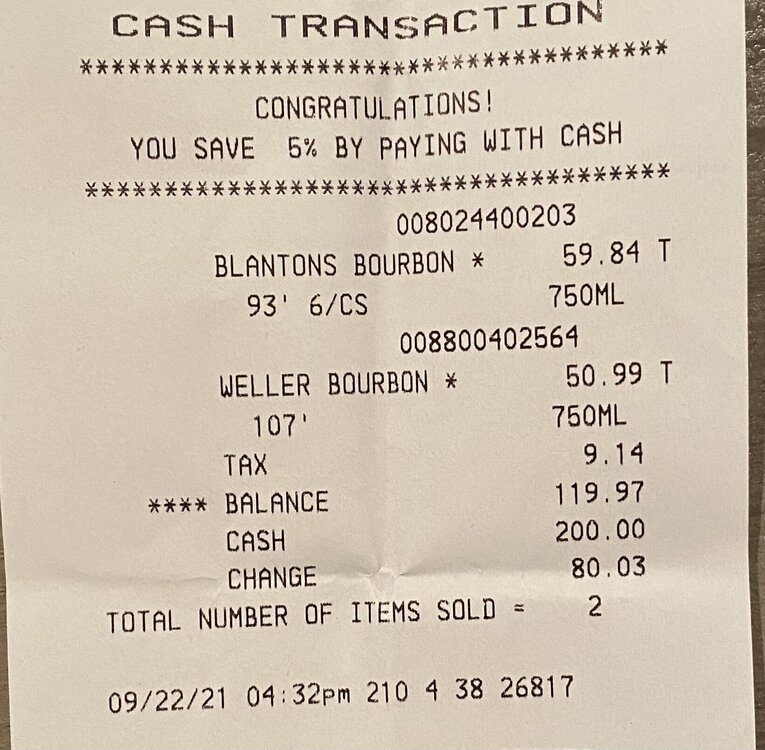 CASH TRANSACTION
*************************************
CONGRATULATIONS!
YOU SAVE 5% BY PAYING WITH CASH
*************************************
008024400203
BLANTONS BOURBON * 59.84 T
93' 6/CS 750ML
008800402564
WELLER BOURBON * 50.99 T
107' 750ML
TAX 9.14
**** BALANCE 119.97
CASH 200.00
CHANGE 80.03
TOTAL NUMBER OF ITEMS SOLD = 2
09/22/21 04:32pm 210 4 38 26817